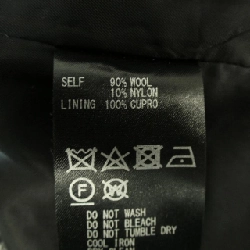 SELF 90% WOOL
10% NYLON
LINING 100% CUPRO
F W
DO NOT WASH
DO NOT BLEACH
DO NOT TUMBLE DRY
COOL IRON